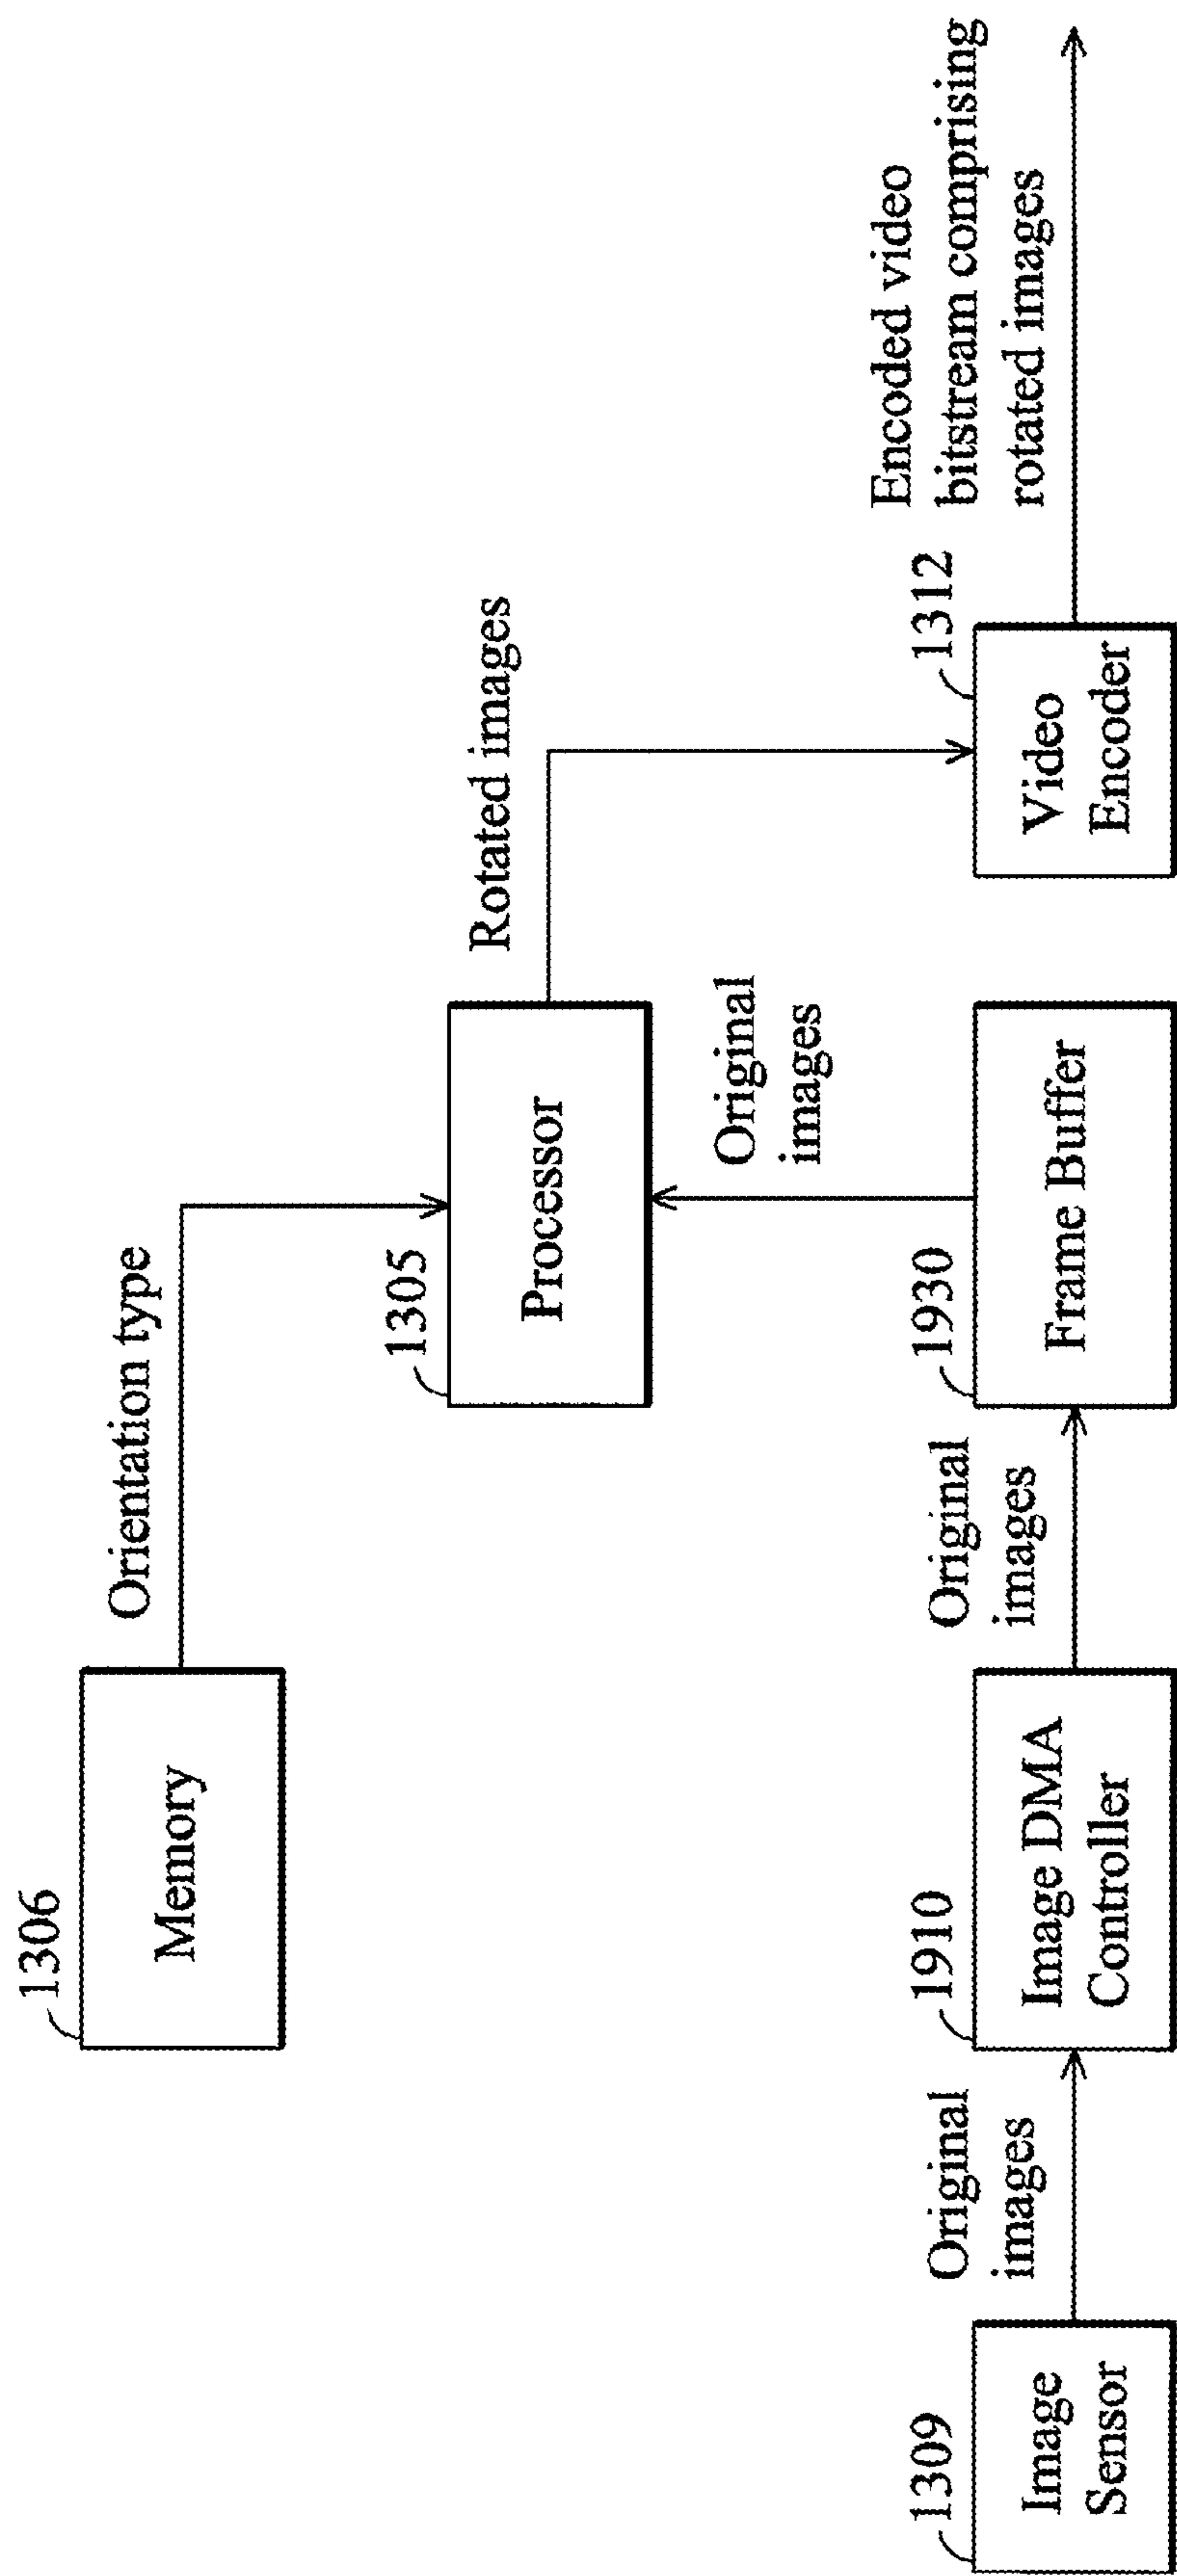 1306
Memory
Orientation type
1305
Processor
Rotated images
Original
images
1309
Image
Sensor
Original
images
1910
Image DMA
Controller
Original
images
1930
Frame Buffer
1312
Video
Encoder
Encoded video
bitstream comprising
rotated images